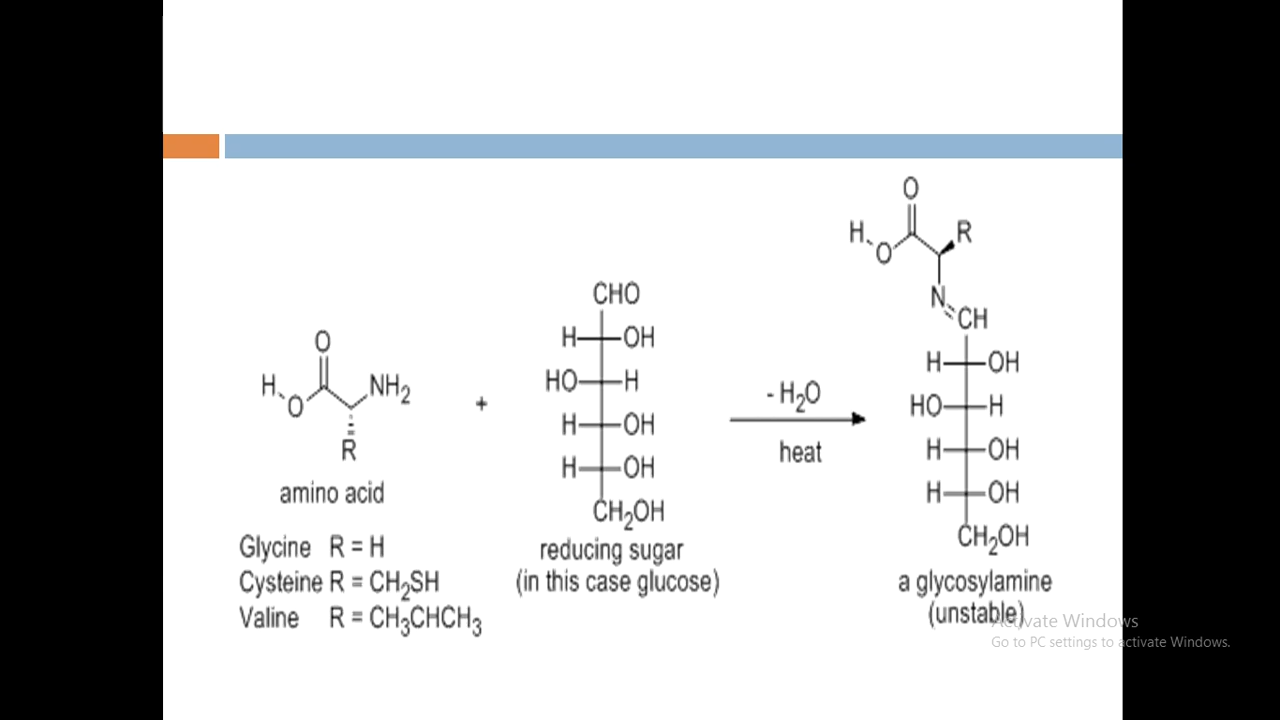 H
O
O
NH2
R
amino acid
Glycine R = H
Cysteine R = CH2SH
Valine R = CH3CHCH3
+
CHO
H OH
HO H
H OH
H OH
CH2OH
reducing sugar
(in this case glucose)
- H2O
heat
O
H
O
R
N
CH
H OH
HO H
H OH
H OH
CH2OH
a glycosylamine
(unstable)
Activate Windows
Go to PC settings to activate Windows.